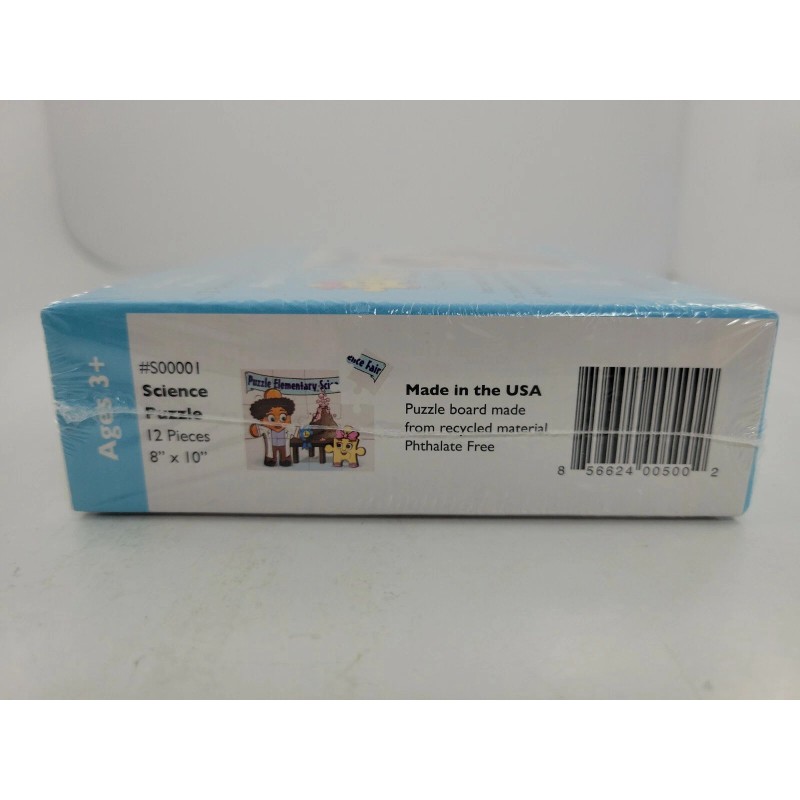 Ages 3+
#S00001
Science
Puzzle
12 Pieces
8" x 10"
Puzzle Elementary Sci
ence Fair
Made in the USA
Puzzle board made
from recycled material
Phthalate Free
8 56624 00500 2